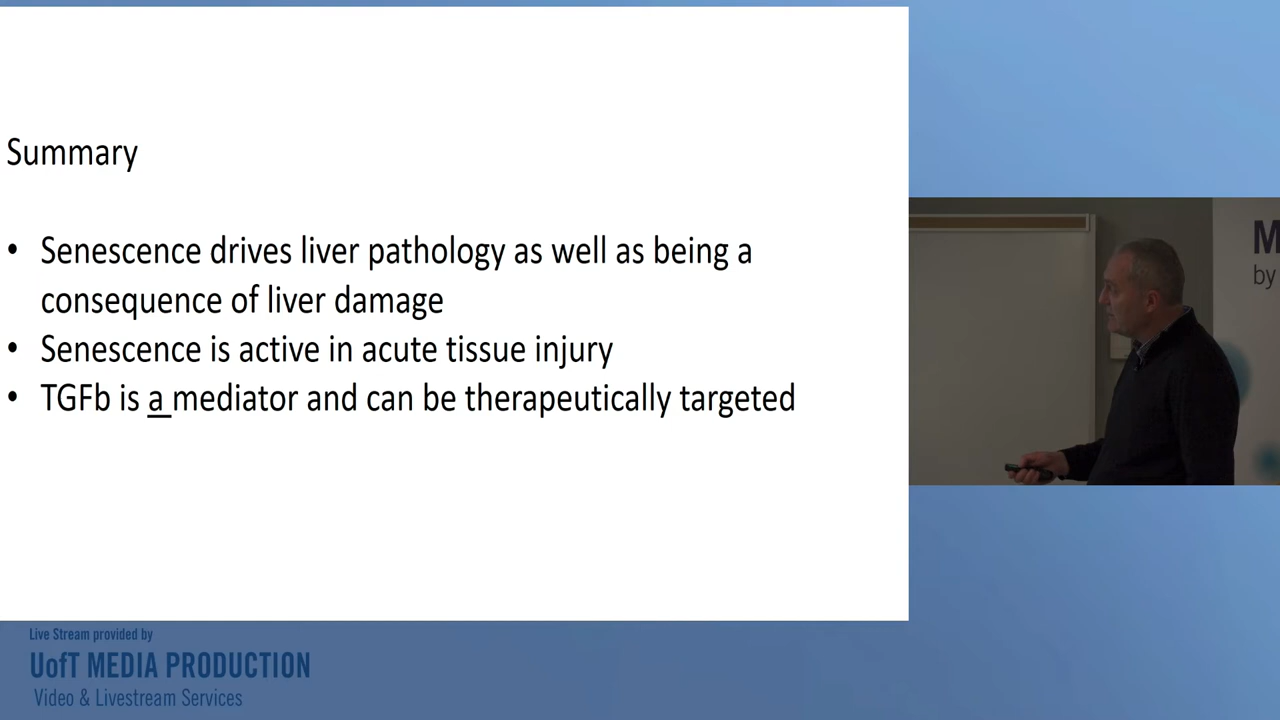 Summary
• Senescence drives liver pathology as well as being a
consequence of liver damage
• Senescence is active in acute tissue injury
• TGFb is a mediator and can be therapeutically targeted
M
by
Live Stream provided by
UofT MEDIA PRODUCTION
Video & Livestream Services